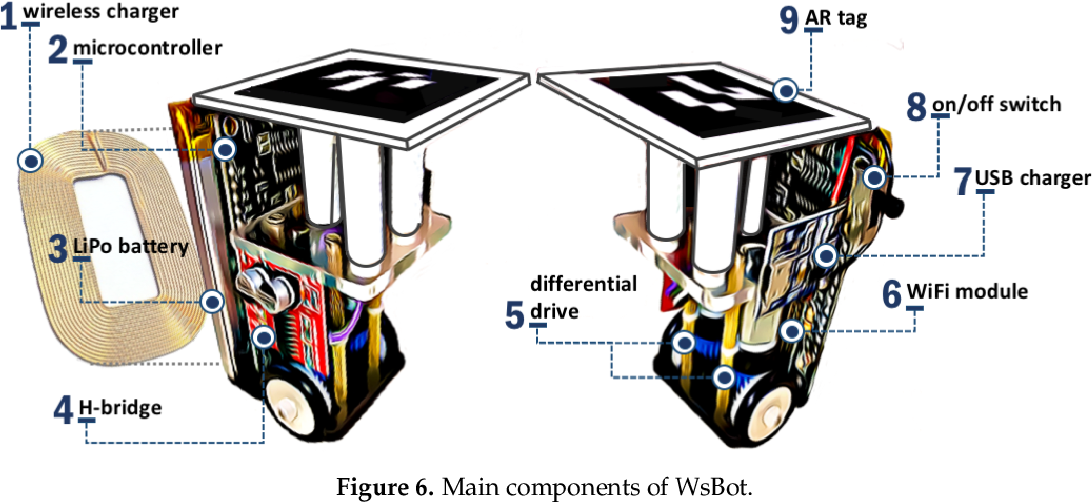 1 wireless charger
2 microcontroller
3 LiPo battery
4 H-bridge
5 differential
drive
6 WiFi module
7 USB charger
8 on/off switch
9 AR tag
Figure 6. Main components of WsBot.